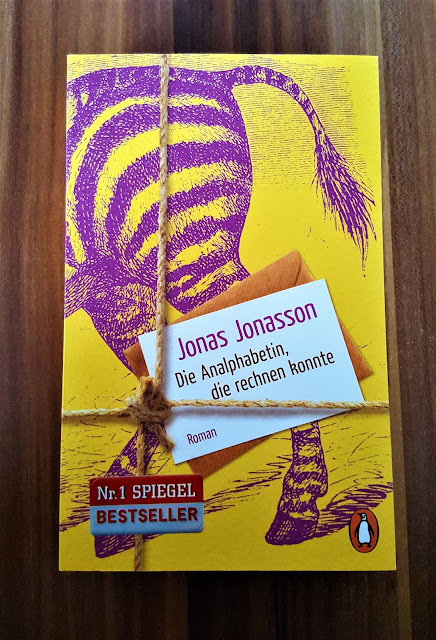 Jonas Jonasson
Die Analphabetin,
die rechnen konnte
Roman
Nr. 1 SPIEGEL
BESTSELLER